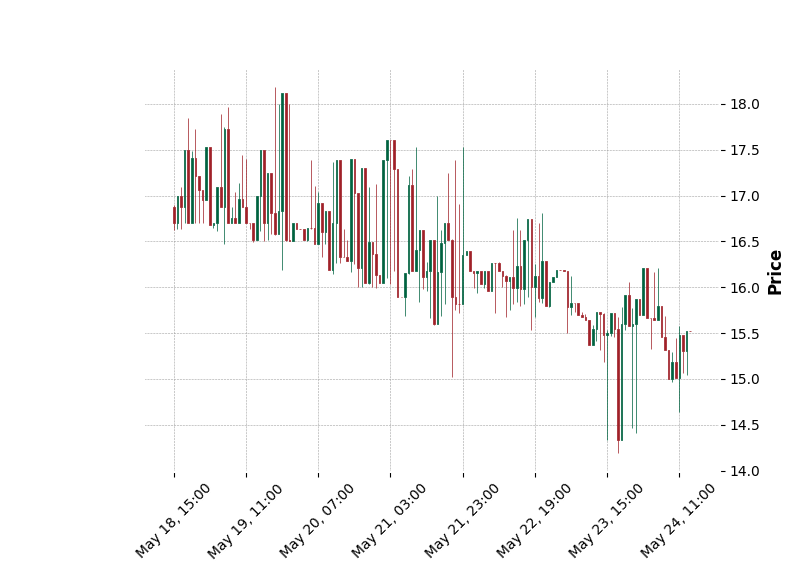 18.0
17.5
17.0
16.5
16.0
15.5
15.0
14.5
14.0
Price
May 18, 15:00
May 19, 11:00
May 20, 07:00
May 21, 03:00
May 21, 23:00
May 22, 19:00
May 23, 15:00
May 24, 11:00